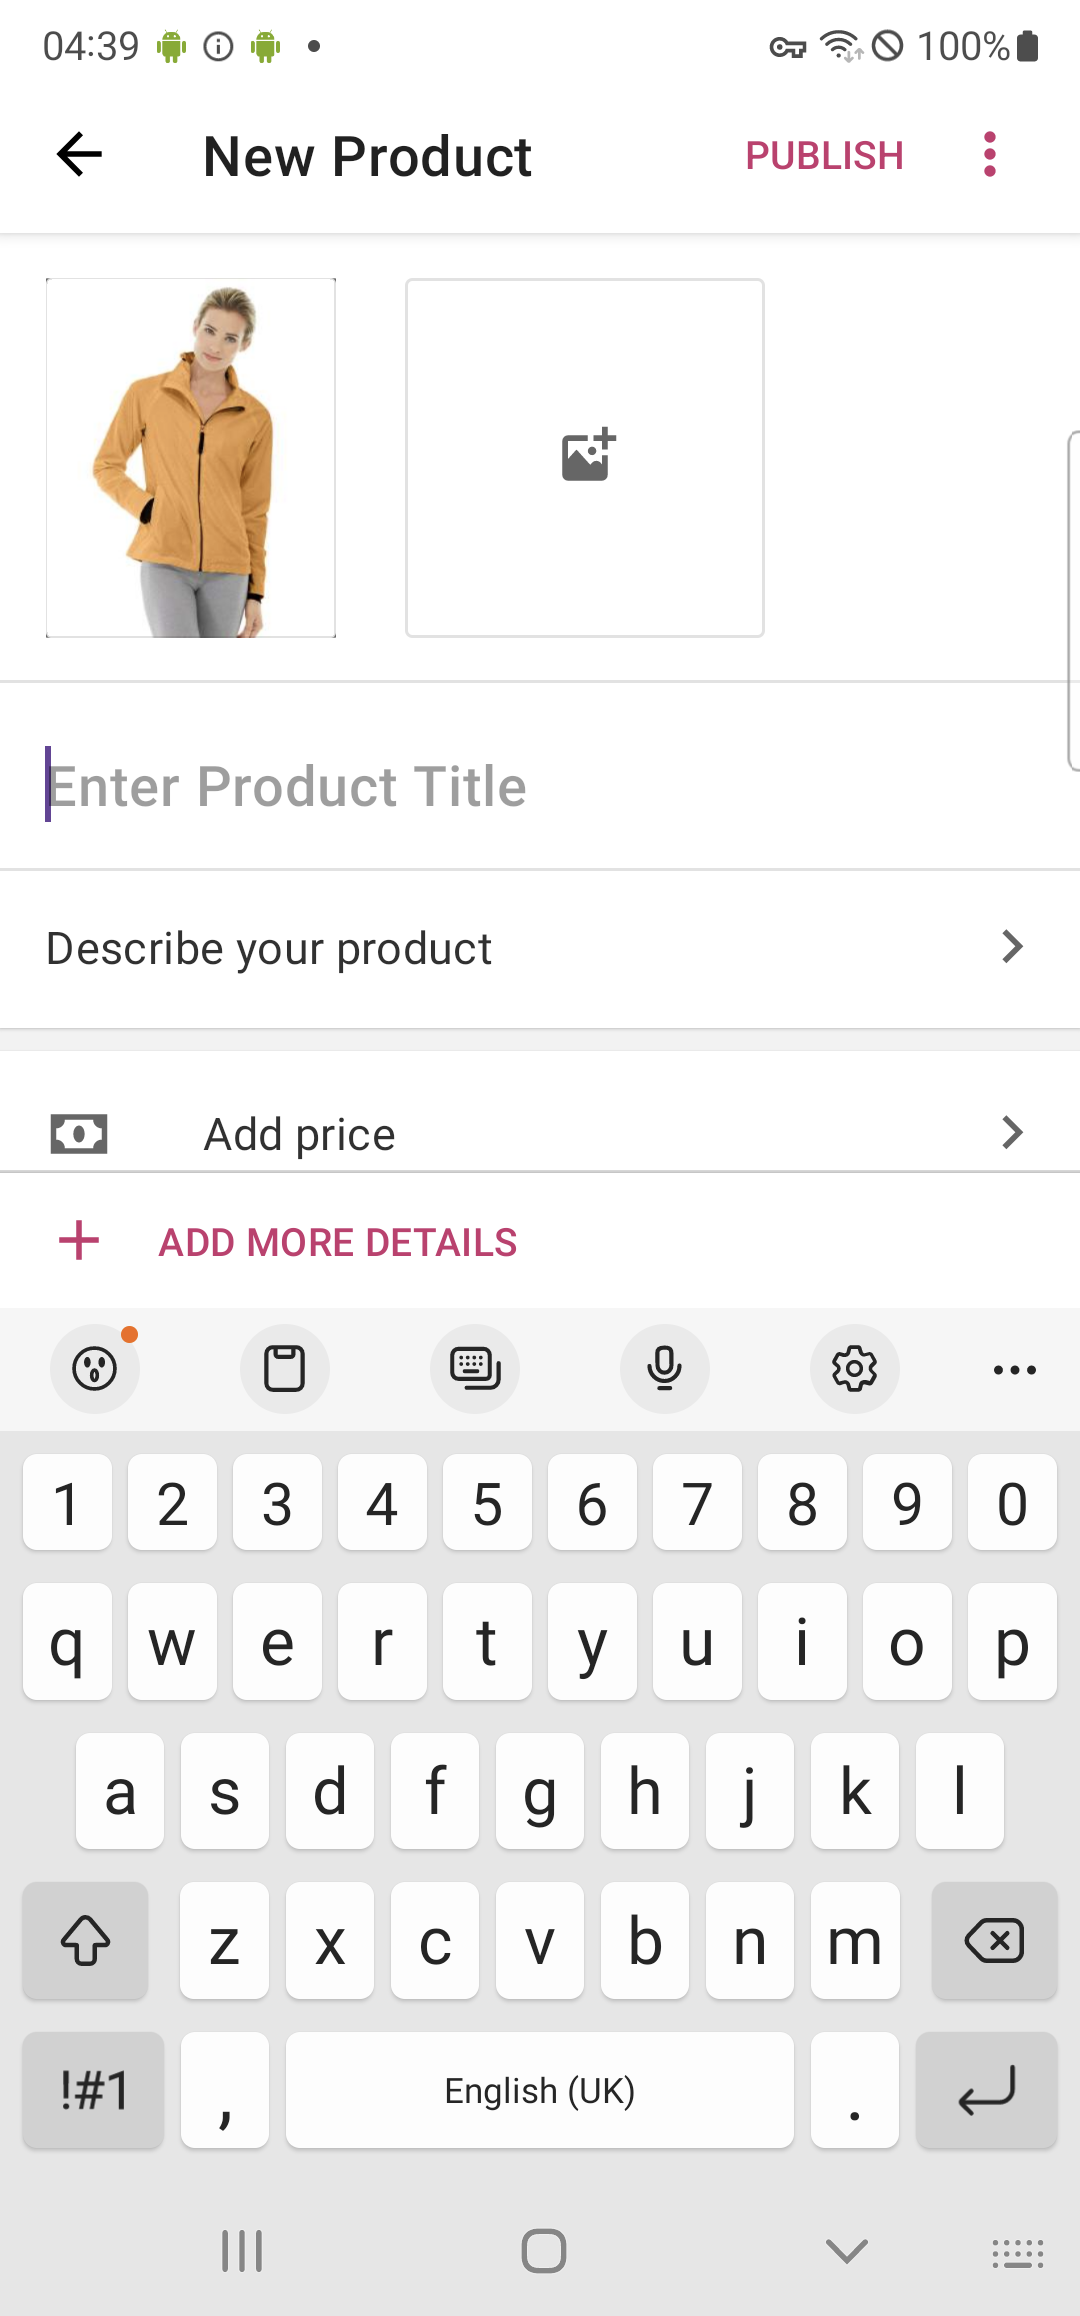 04:39 100%
New Product PUBLISH
Enter Product Title
Describe your product
Add price
ADD MORE DETAILS
1 2 3 4 5 6 7 8 9 0
q w e r t y u i o p
a s d f g h j k l
z x c v b n m
!#1 , English (UK) .